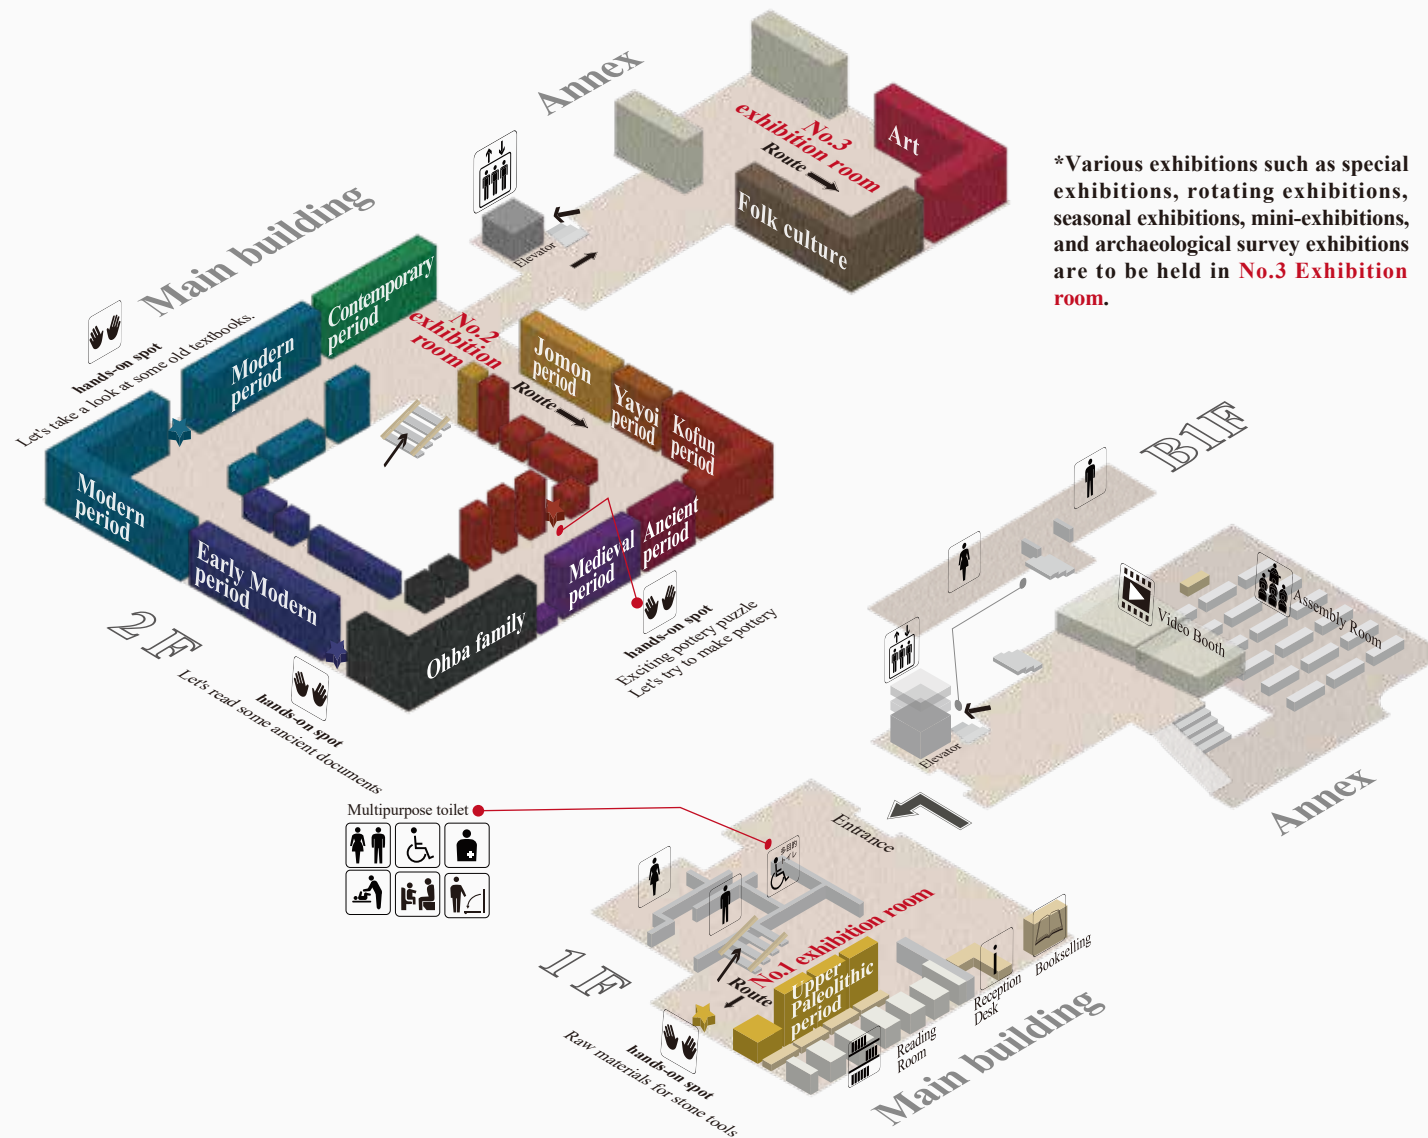 Annex
No.3
exhibition room
Route
Art
Folk culture
Elevator
*Various exhibitions such as special
exhibitions, rotating exhibitions,
seasonal exhibitions, mini-exhibitions,
and archaeological survey exhibitions
are to be held in No.3 Exhibition
room.
Main building
hands-on spot
Let's take a look at some old textbooks.
Contemporary
period
Modern
period
No.2
exhibition
room
Route
Jomon
period
Yayoi
period
Kofun
period
Modern
period
Early Modern
period
Ohba family
Medieval
period
Ancient
period
2F
hands-on spot
Let's read some ancient documents
hands-on spot
Exciting pottery puzzle
Let's try to make pottery
B1F
Video Booth
Assembly Room
Elevator
Annex
Multipurpose toilet
多目的
トイレ
Entrance
1F
No.1 exhibition room
Route
Upper
Paleolithic
period
hands-on spot
Raw materials for stone tools
Reading
Room
Reception
Desk
Bookselling
Main building